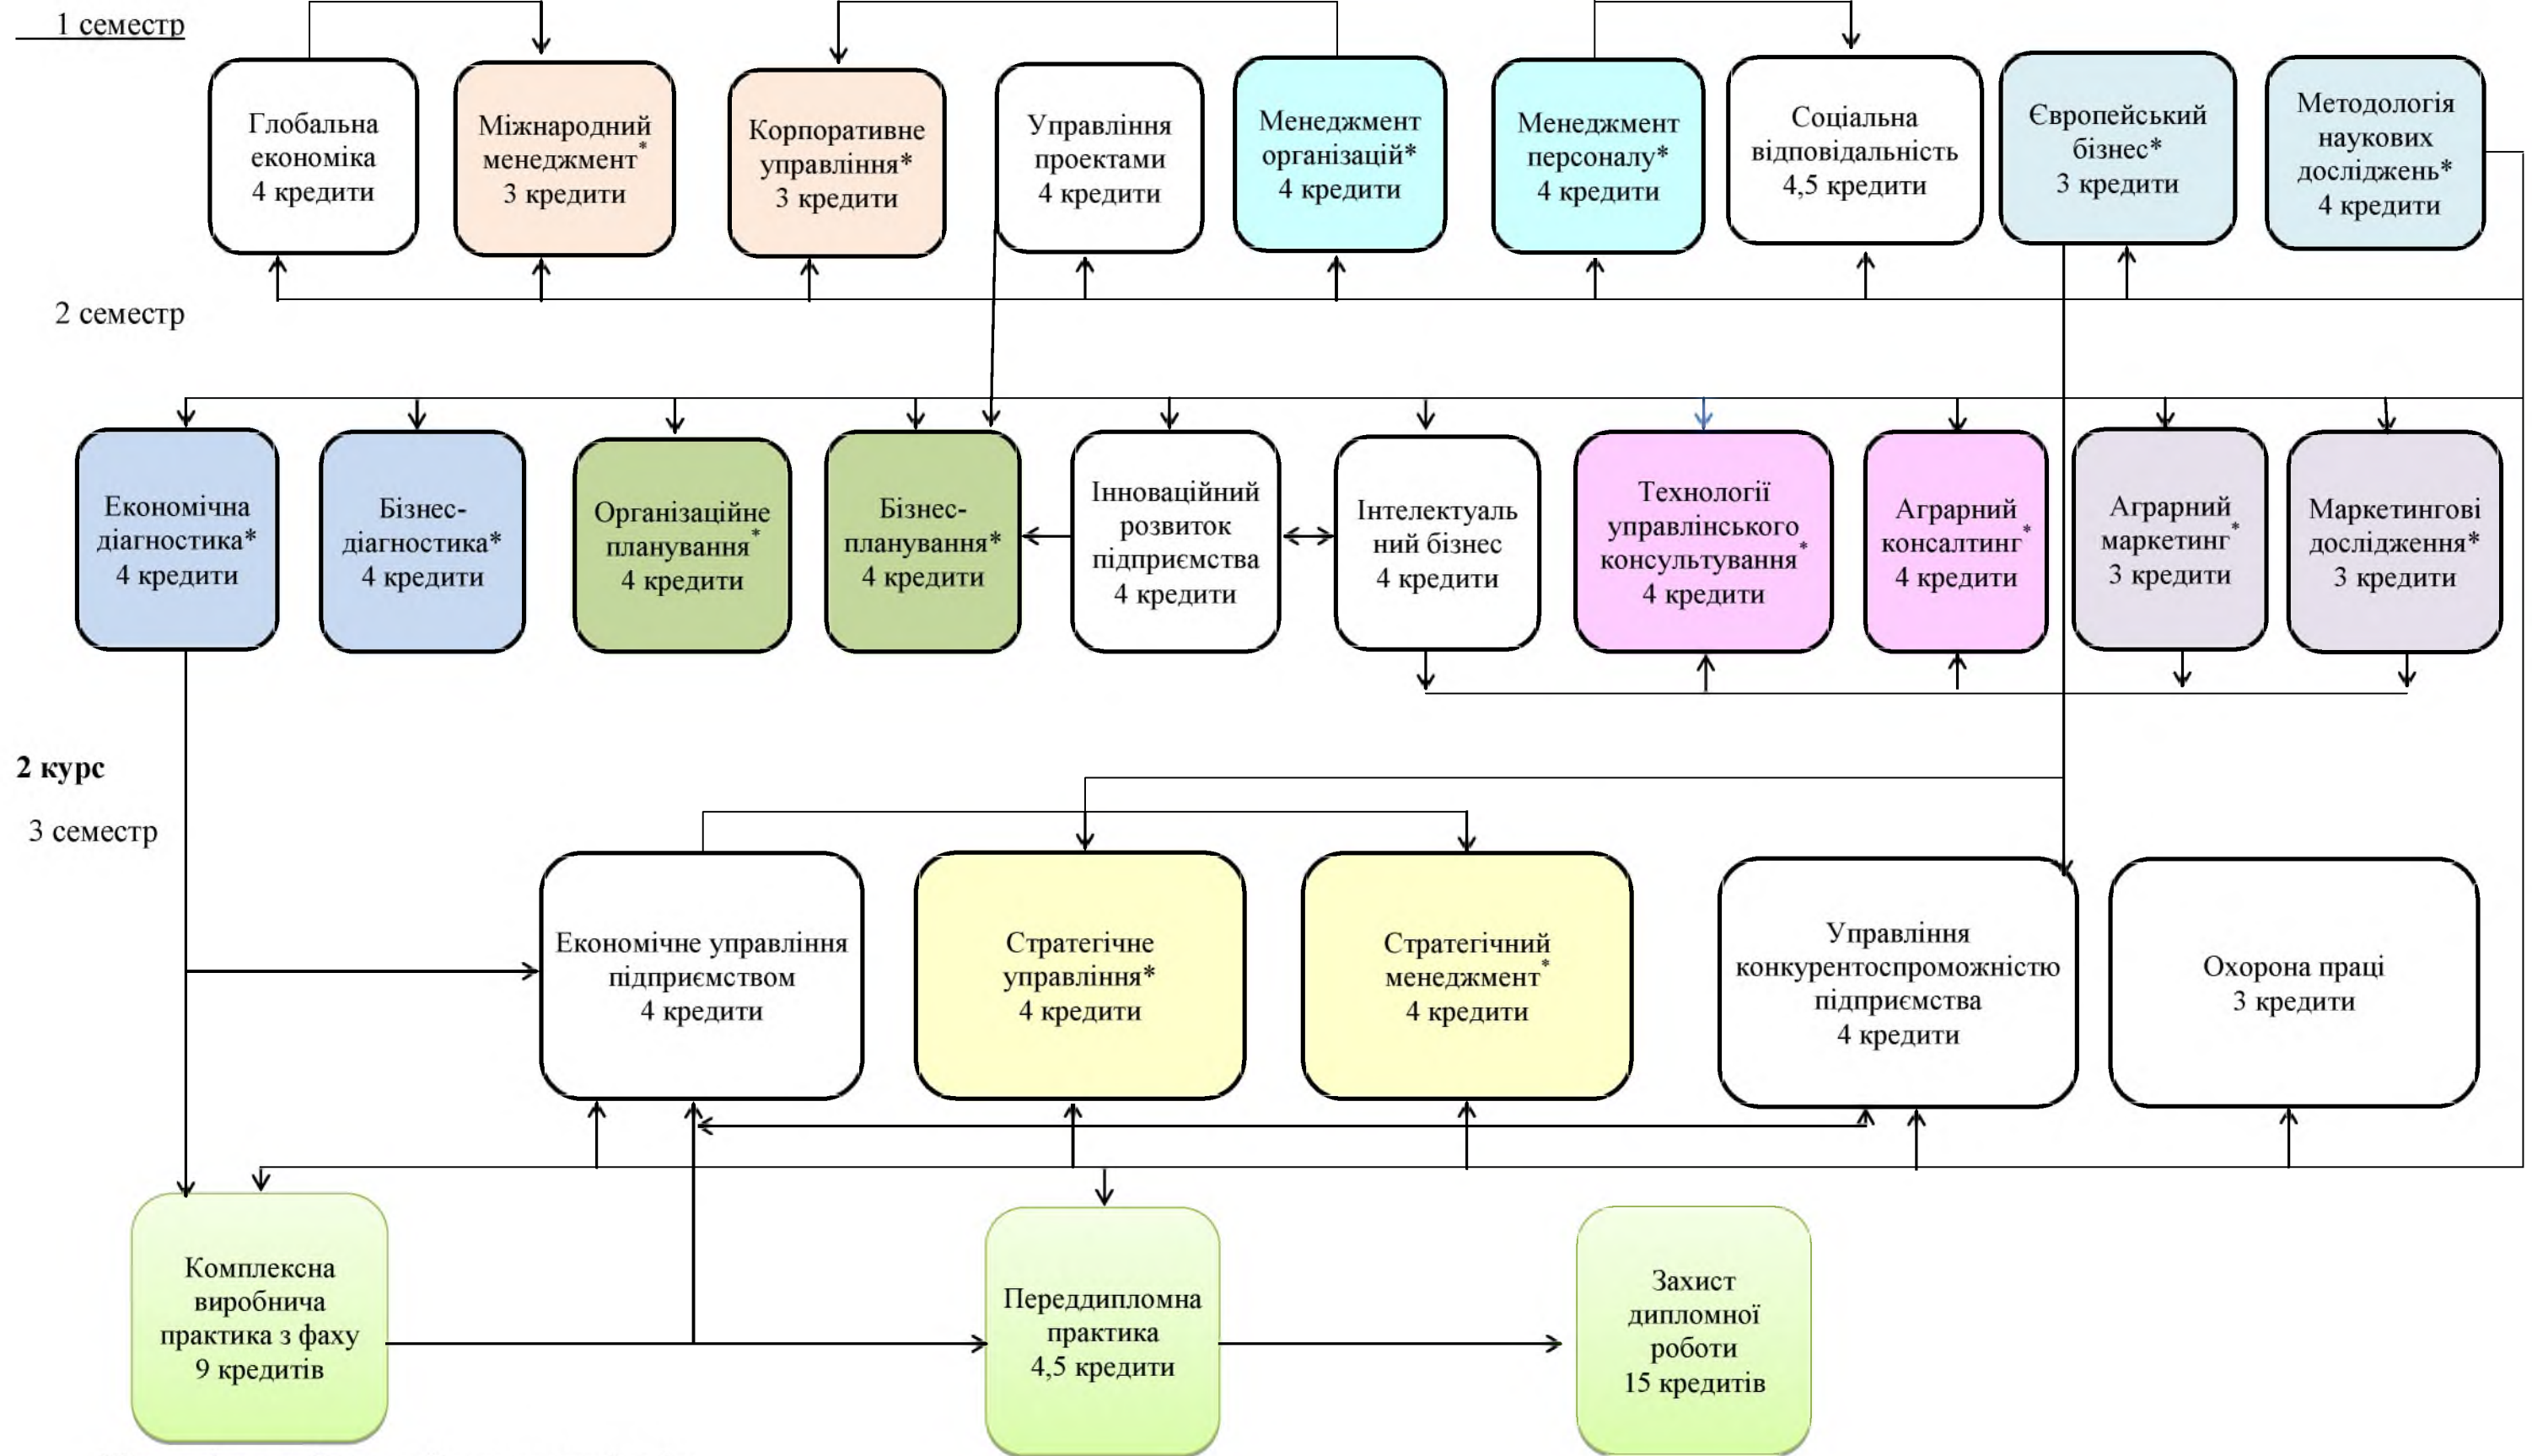 1 семестр
Глобальна
економіка
4 кредити
Міжнародний
менеджмент*
3 кредити
Корпоративне
управління*
3 кредити
Управління
проектами
4 кредити
Менеджмент
організацій*
4 кредити
Менеджмент
персоналу*
4 кредити
Соціальна
відповідальність
4,5 кредити
Європейський
бізнес*
3 кредити
Методологія
наукових
досліджень*
4 кредити
2 семестр
Економічна
діагностика*
4 кредити
Бізнес-
діагностика*
4 кредити
Організаційне
планування*
4 кредити
Бізнес-
планування*
4 кредити
Інноваційний
розвиток
підприємства
4 кредити
Інтелектуаль
ний бізнес
4 кредити
Технології
управлінського
консультування*
4 кредити
Аграрний
консалтинг*
4 кредити
Аграрний
маркетинг*
3 кредити
Маркетингові
дослідження*
3 кредити
2 курс
3 семестр
Економічне управління
підприємством
4 кредити
Стратегічне
управління*
4 кредити
Стратегічний
менеджмент*
4 кредити
Управління
конкурентоспроможністю
підприємства
4 кредити
Охорона праці
3 кредити
Комплексна
виробнича
практика з фаху
9 кредитів
Переддипломна
практика
4,5 кредити
Захист
дипломної
роботи
15 кредитів